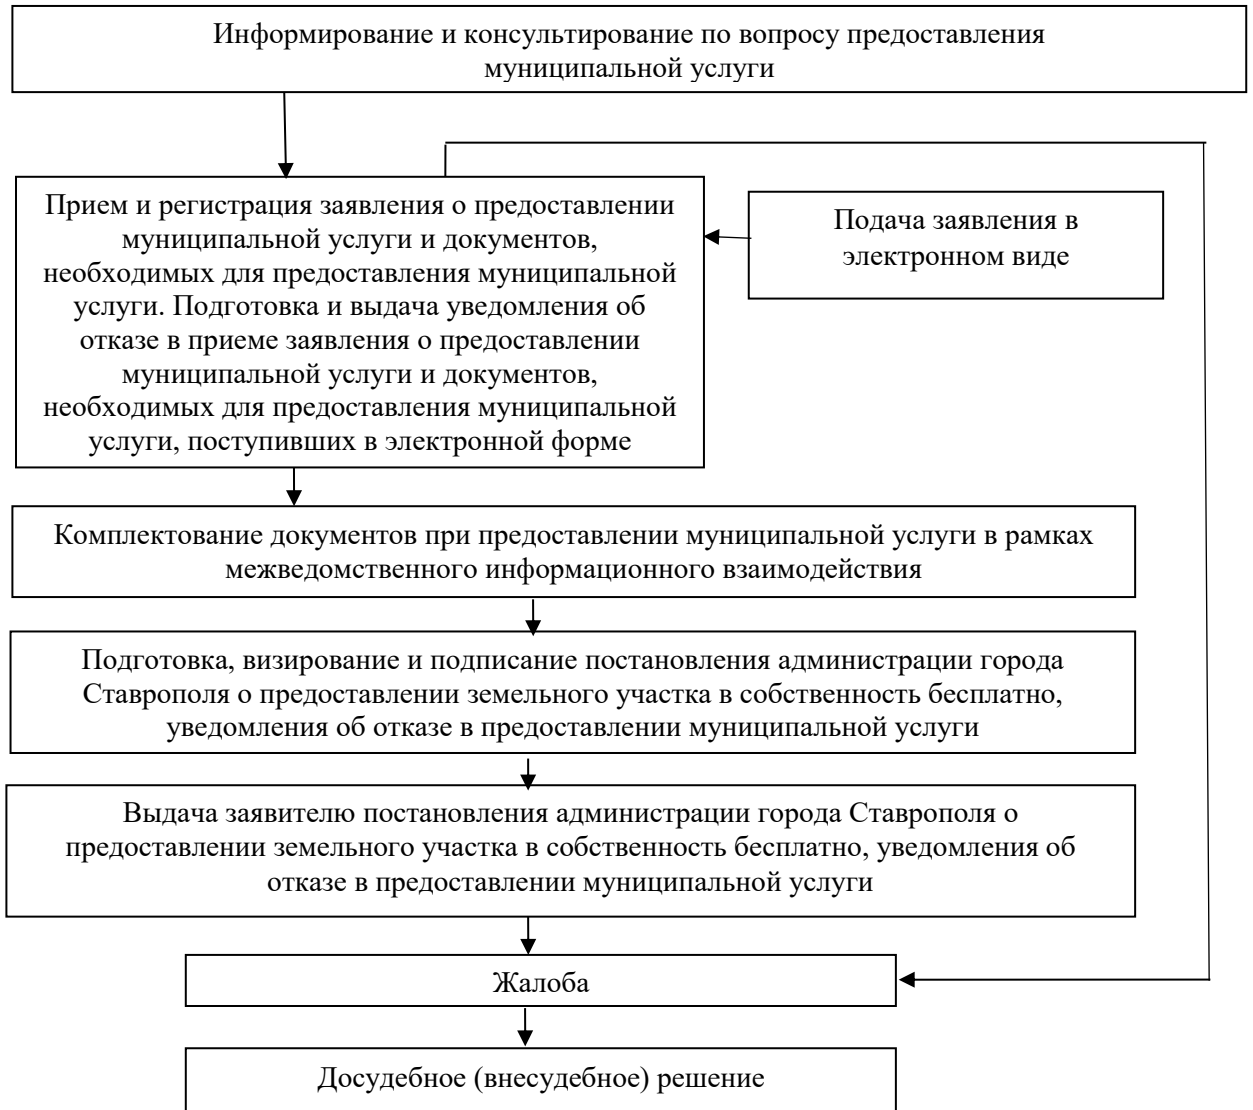 Информирование и консультирование по вопросу предоставления
муниципальной услуги
Прием и регистрация заявления о предоставлении
муниципальной услуги и документов,
необходимых для предоставления муниципальной
услуги. Подготовка и выдача уведомления об
отказе в приеме заявления о предоставлении
муниципальной услуги и документов,
необходимых для предоставления муниципальной
услуги, поступивших в электронной форме
Подача заявления в
электронном виде
Комплектование документов при предоставлении муниципальной услуги в рамках
межведомственного информационного взаимодействия
Подготовка, визирование и подписание постановления администрации города
Ставрополя о предоставлении земельного участка в собственность бесплатно,
уведомления об отказе в предоставлении муниципальной услуги
Выдача заявителю постановления администрации города Ставрополя о
предоставлении земельного участка в собственность бесплатно, уведомления об
отказе в предоставлении муниципальной услуги
Жалоба
Досудебное (внесудебное) решение